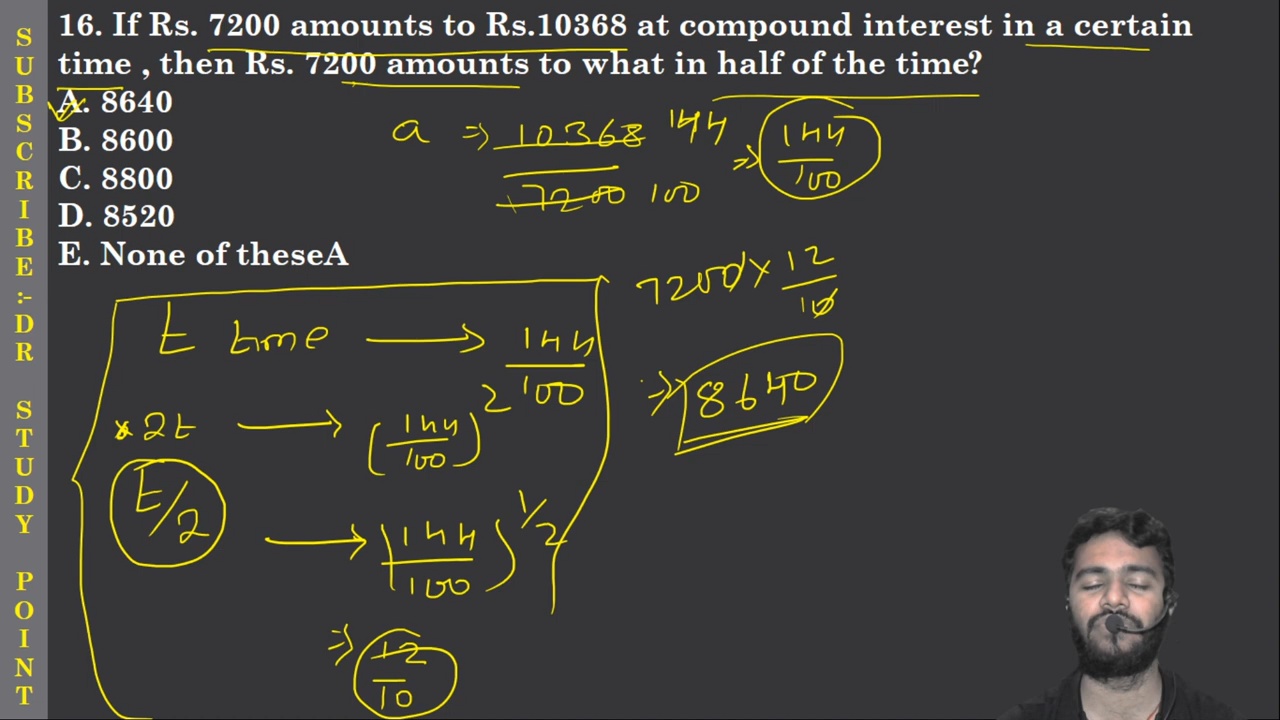 SUBSCRIBE:-DR STUDY POINT
16. If Rs. 7200 amounts to Rs.10368 at compound interest in a certain
time , then Rs. 7200 amounts to what in half of the time?
A. 8640
B. 8600
C. 8800
D. 8520
E. None of theseA
a ⇒ 10368 144 ⇒ 144
7200 100 100
7200 × 12
10
t time → 144
100
⇒ 8640
2t → (144/100)²
t/2 → (144/100)^1/2
⇒ 12
10